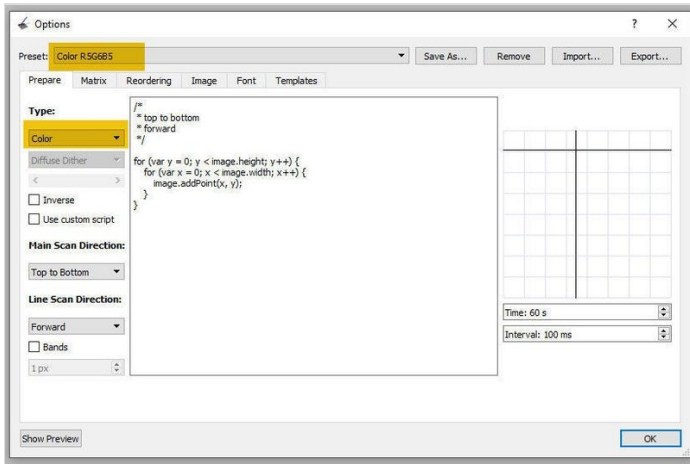 Options
Preset: Color R5G6B5 Save As... Remove Import... Export...
Prepare Matrix Reordering Image Font Templates
Type:
Color
Diffuse Dither
Inverse
Use custom script
Main Scan Direction:
Top to Bottom
Line Scan Direction:
Forward
Bands
1 px
/*
* top to bottom
* forward
*/
for (var y = 0; y < image.height; y++) {
for (var x = 0; x < image.width; x++) {
image.addPoint(x, y);
}
}
Time: 60 s
Interval: 100 ms
Show Preview OK